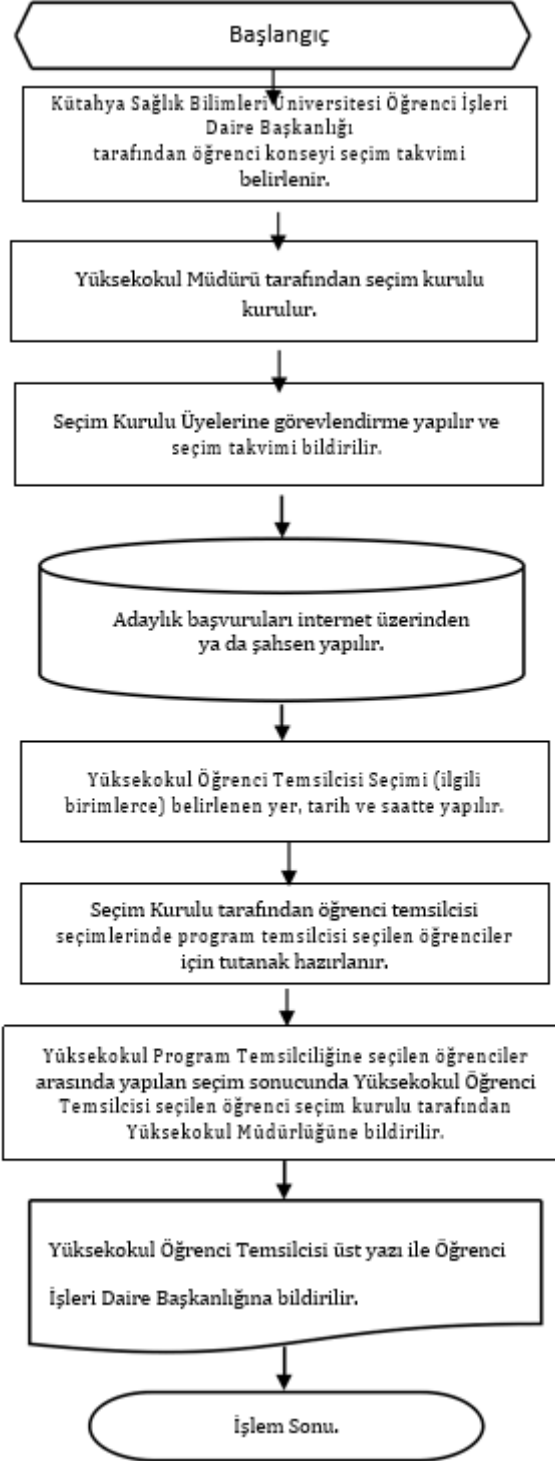 Başlangıç
Kütahya Sağlık Bilimleri Üniversitesi Öğrenci İşleri
Daire Başkanlığı
tarafından öğrenci konseyi seçim takvimi
belirlenir.
Yüksekokul Müdürü tarafından seçim kurulu
kurulur.
Seçim Kurulu Üyelerine görevlendirme yapılır ve
seçim takvimi bildirilir.
Adaylık başvuruları internet üzerinden
ya da şahsen yapılır.
Yüksekokul Öğrenci Temsilcisi Seçimi (ilgili
birimlerce) belirlenen yer, tarih ve saatte yapılır.
Seçim Kurulu tarafından öğrenci temsilcisi
seçimlerinde program temsilcisi seçilen öğrenciler
için tutanak hazırlanır.
Yüksekokul Program Temsilciliğine seçilen öğrenciler
arasında yapılan seçim sonucunda Yüksekokul Öğrenci
Temsilcisi seçilen öğrenci seçim kurulu tarafından
Yüksekokul Müdürlüğüne bildirilir.
Yüksekokul Öğrenci Temsilcisi üst yazı ile Öğrenci
İşleri Daire Başkanlığına bildirilir.
İşlem Sonu.